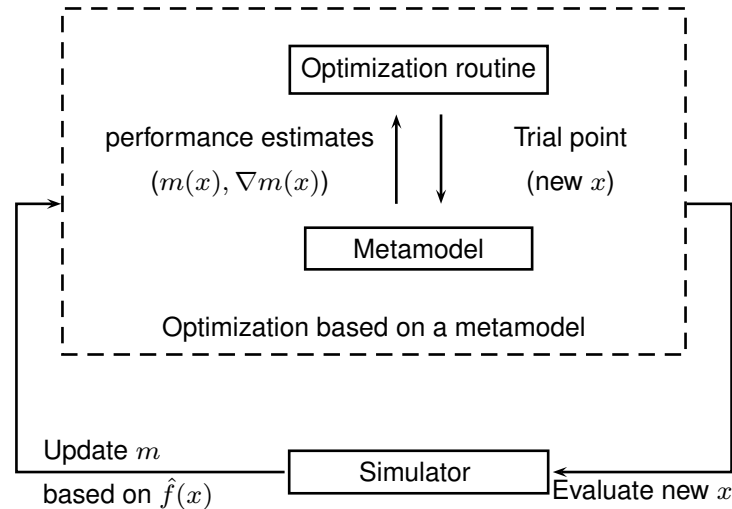 Optimization routine
performance estimates
(m(x), ∇m(x))
Trial point
(new x)
Metamodel
Optimization based on a metamodel
Update m
based on f̂(x)
Simulator
Evaluate new x